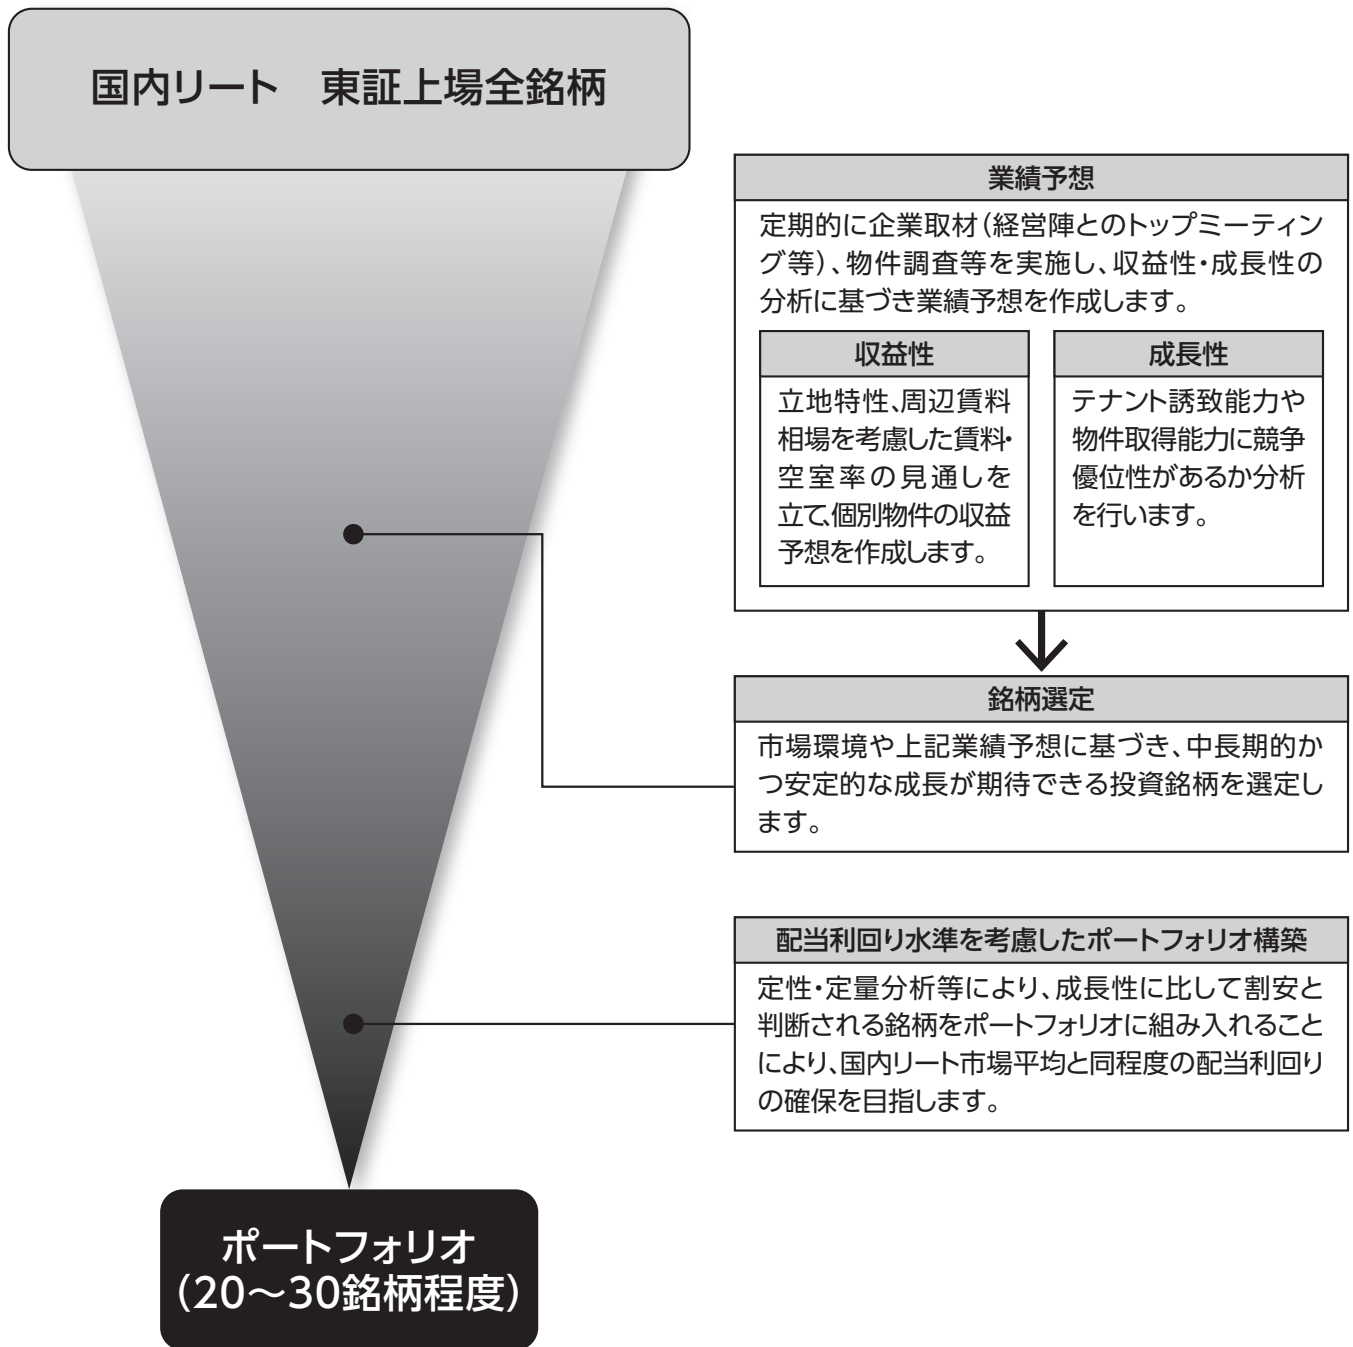 国内リート　東証上場全銘柄
業績予想
定期的に企業取材(経営陣とのトップミーティン
グ等)、物件調査等を実施し、収益性・成長性の
分析に基づき業績予想を作成します。
収益性
立地特性、周辺賃料
相場を考慮した賃料・
空室率の見通しを
立て、個別物件の収益
予想を作成します。
成長性
テナント誘致能力や
物件取得能力に競争
優位性があるか分析
を行います。
銘柄選定
市場環境や上記業績予想に基づき、中長期的か
つ安定的な成長が期待できる投資銘柄を選定し
ます。
配当利回り水準を考慮したポートフォリオ構築
定性・定量分析等により、成長性に比して割安と
判断される銘柄をポートフォリオに組み入れること
により、国内リート市場平均と同程度の配当利回り
の確保を目指します。
ポートフォリオ
(20～30銘柄程度)